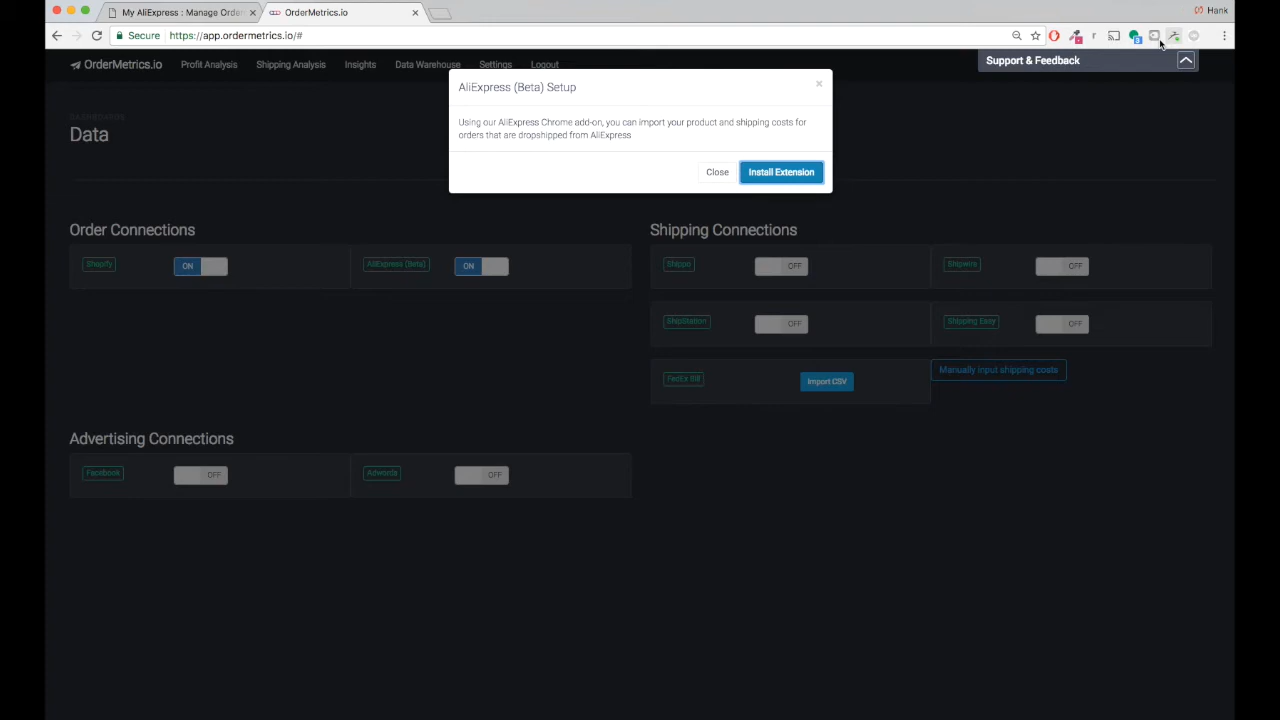 My AliExpress : Manage Order
OrderMetrics.io
Hank
Secure
https://app.ordermetrics.io/#
OrderMetrics.io
Profit Analysis
Shipping Analysis
Insights
Data Warehouse
Settings
Logout
Support & Feedback
AliExpress (Beta) Setup
×
Using our AliExpress Chrome add-on, you can import your product and shipping costs for
orders that are dropshipped from AliExpress
Close
Install Extension
DASHBOARDS
Data
Order Connections
Shopify
ON
AliExpress (Beta)
ON
Shipping Connections
Shippo
OFF
Shipwire
OFF
ShipStation
OFF
Shipping Easy
OFF
FedEx Bill
Import CSV
Manually input shipping costs
Advertising Connections
Facebook
OFF
Adwords
OFF